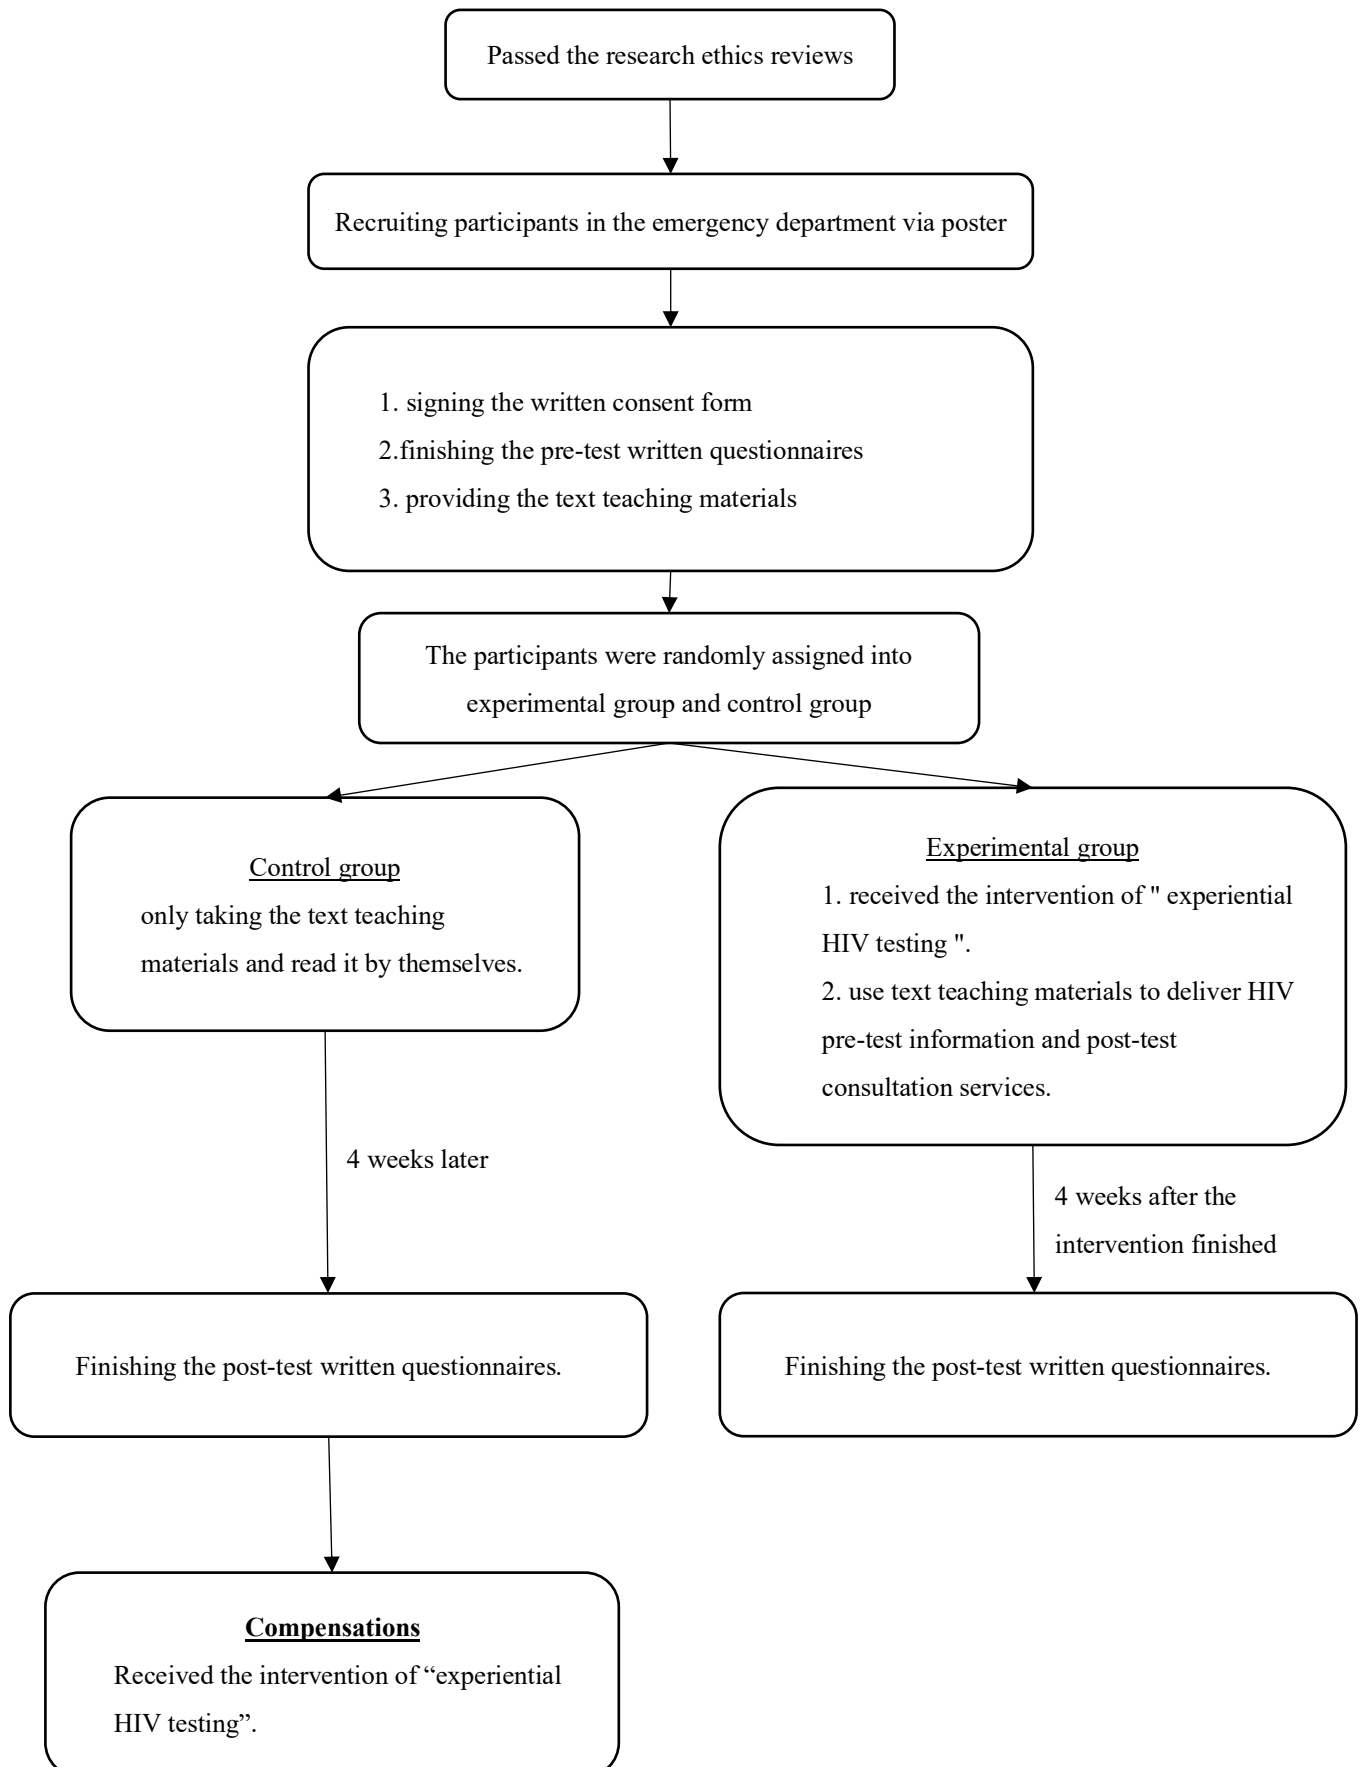 Passed the research ethics reviews
Recruiting participants in the emergency department via poster
1. signing the written consent form
2.finishing the pre-test written questionnaires
3. providing the text teaching materials
The participants were randomly assigned into
experimental group and control group
Control group
only taking the text teaching
materials and read it by themselves.
Experimental group
1. received the intervention of " experiential
HIV testing ".
2. use text teaching materials to deliver HIV
pre-test information and post-test
consultation services.
4 weeks later
4 weeks after the
intervention finished
Finishing the post-test written questionnaires.
Finishing the post-test written questionnaires.
Compensations
Received the intervention of “experiential
HIV testing”.